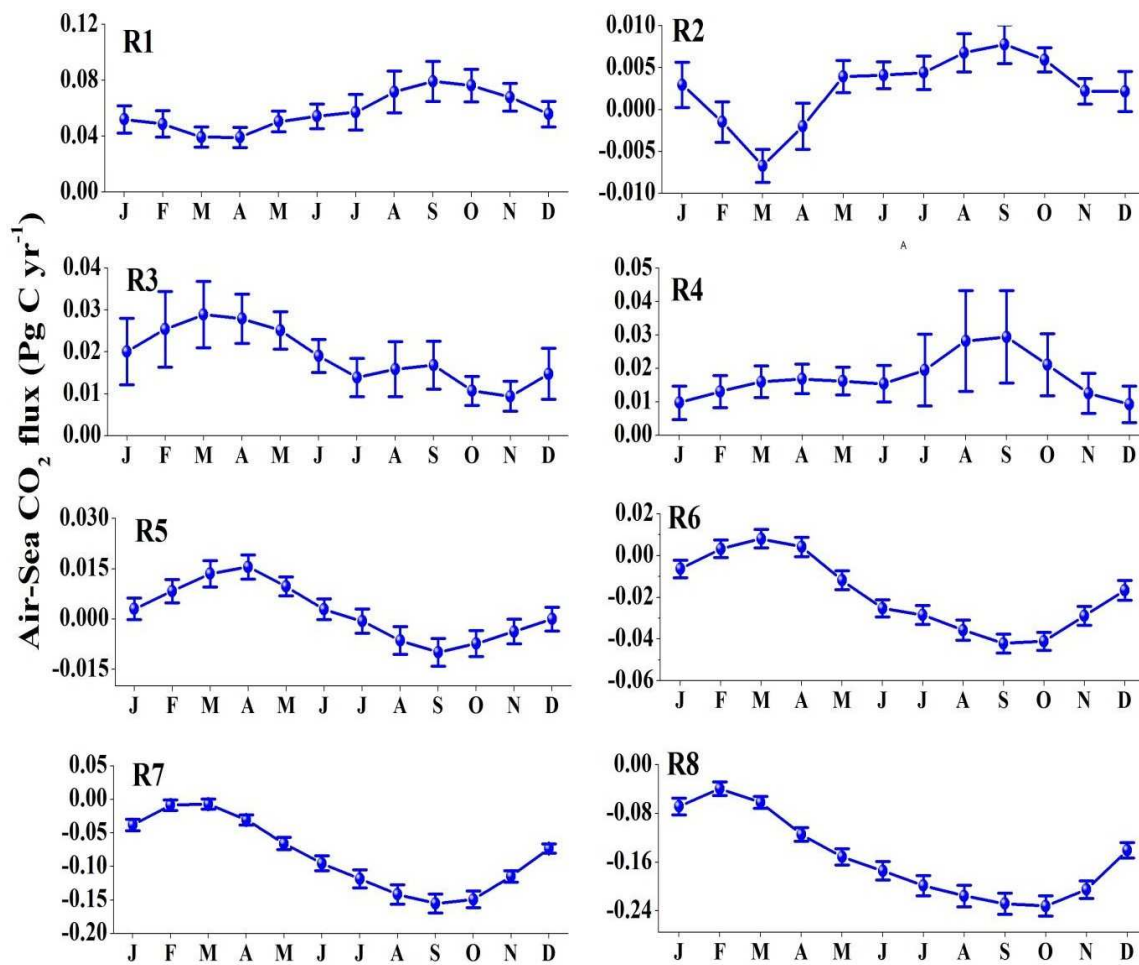 Air-Sea CO₂ flux (Pg C yr⁻¹)
R1
0.12
0.08
0.04
0.00
J F M A M J J A S O N D
R2
0.010
0.005
0.000
-0.005
-0.010
J F M A M J J A S O N D
A
R3
0.04
0.03
0.02
0.01
0.00
J F M A M J J A S O N D
R4
0.05
0.04
0.03
0.02
0.01
0.00
J F M A M J J A S O N D
R5
0.030
0.015
0.000
-0.015
J F M A M J J A S O N D
R6
0.02
0.00
-0.02
-0.04
-0.06
J F M A M J J A S O N D
R7
0.05
0.00
-0.05
-0.10
-0.15
-0.20
J F M A M J J A S O N D
R8
0.00
-0.08
-0.16
-0.24
J F M A M J J A S O N D